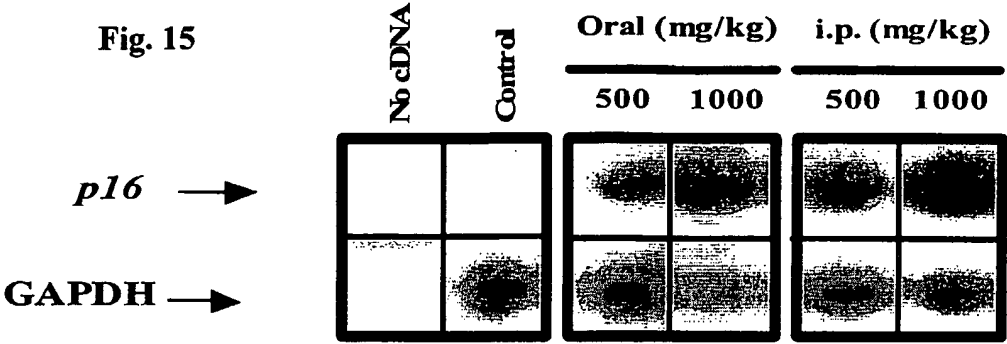 Fig. 15
No cDNA
Control
Oral (mg/kg)
i.p. (mg/kg)
500 1000
500 1000
p16
GAPDH